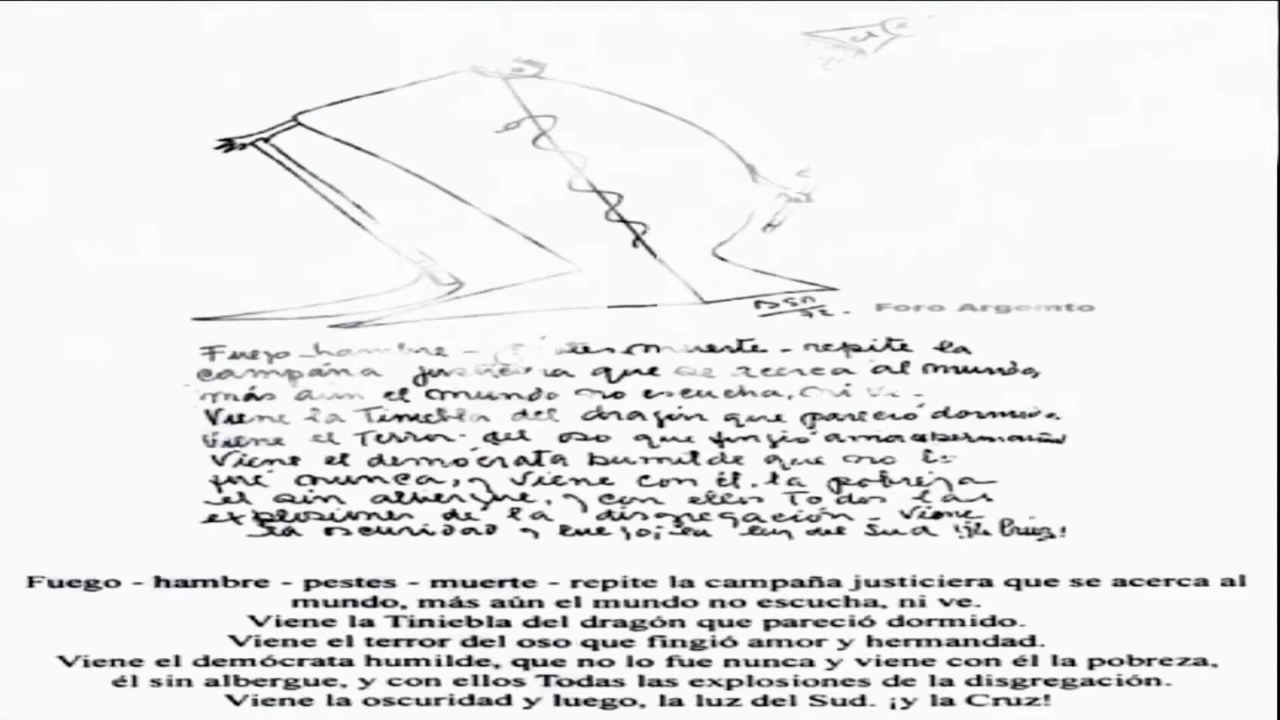 BSP
72.
Foro Argemto
Fuego hambre - muerte - repite la
campaña justiciera que se acerca al mundo,
más aun el mundo no escucha, ni ve.
Viene la Tiniebla del dragón que pareció dormido.
Viene el Terror del oso que fingió amor
Viene el demócrata humilde que no lo
fué nunca, y viene con él la pobreza
el sin albergue, y con ellos Todas las
explosiones de la disgregación - Viene
la oscuridad y luego, la luz del Sud ¡y la Cruz!
Fuego - hambre - pestes - muerte - repite la campaña justiciera que se acerca al
mundo, más aún el mundo no escucha, ni ve.
Viene la Tiniebla del dragón que pareció dormido.
Viene el terror del oso que fingió amor y hermandad.
Viene el demócrata humilde, que no lo fue nunca y viene con él la pobreza,
él sin albergue, y con ellos Todas las explosiones de la disgregación.
Viene la oscuridad y luego, la luz del Sud. ¡y la Cruz!